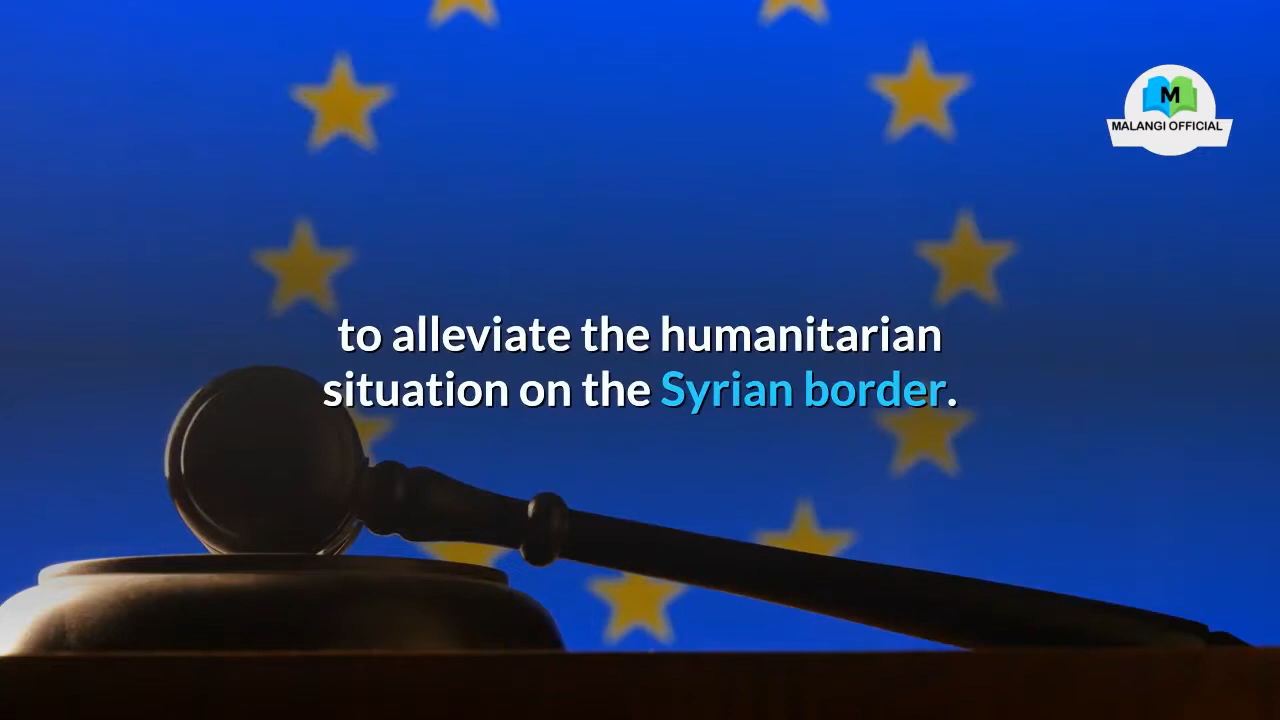 M
MALANGI OFFICIAL
to alleviate the humanitarian
situation on the Syrian border.